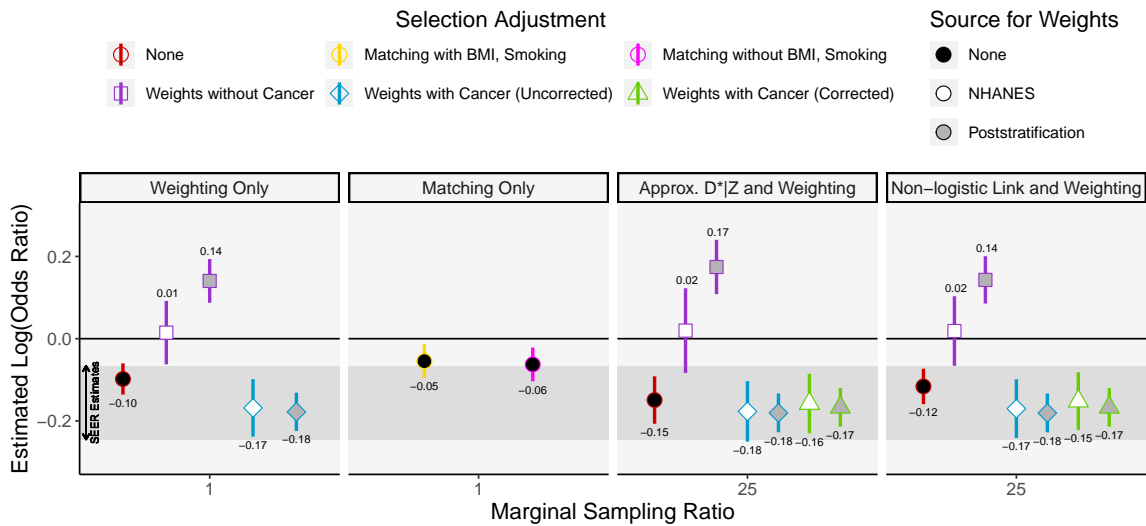 Selection Adjustment
Source for Weights
None
Matching with BMI, Smoking
Matching without BMI, Smoking
None
Weights without Cancer
Weights with Cancer (Uncorrected)
Weights with Cancer (Corrected)
NHANES
Poststratification
Weighting Only
Matching Only
Approx. D*|Z and Weighting
Non−logistic Link and Weighting
Estimated Log(Odds Ratio)
0.2
0.0
−0.2
SEER Estimates
−0.10
0.01
0.14
−0.17
−0.18
−0.05
−0.06
−0.15
0.02
0.17
−0.18
−0.18
−0.16
−0.17
−0.12
0.02
0.14
−0.17
−0.18
−0.15
−0.17
1
1
25
25
Marginal Sampling Ratio